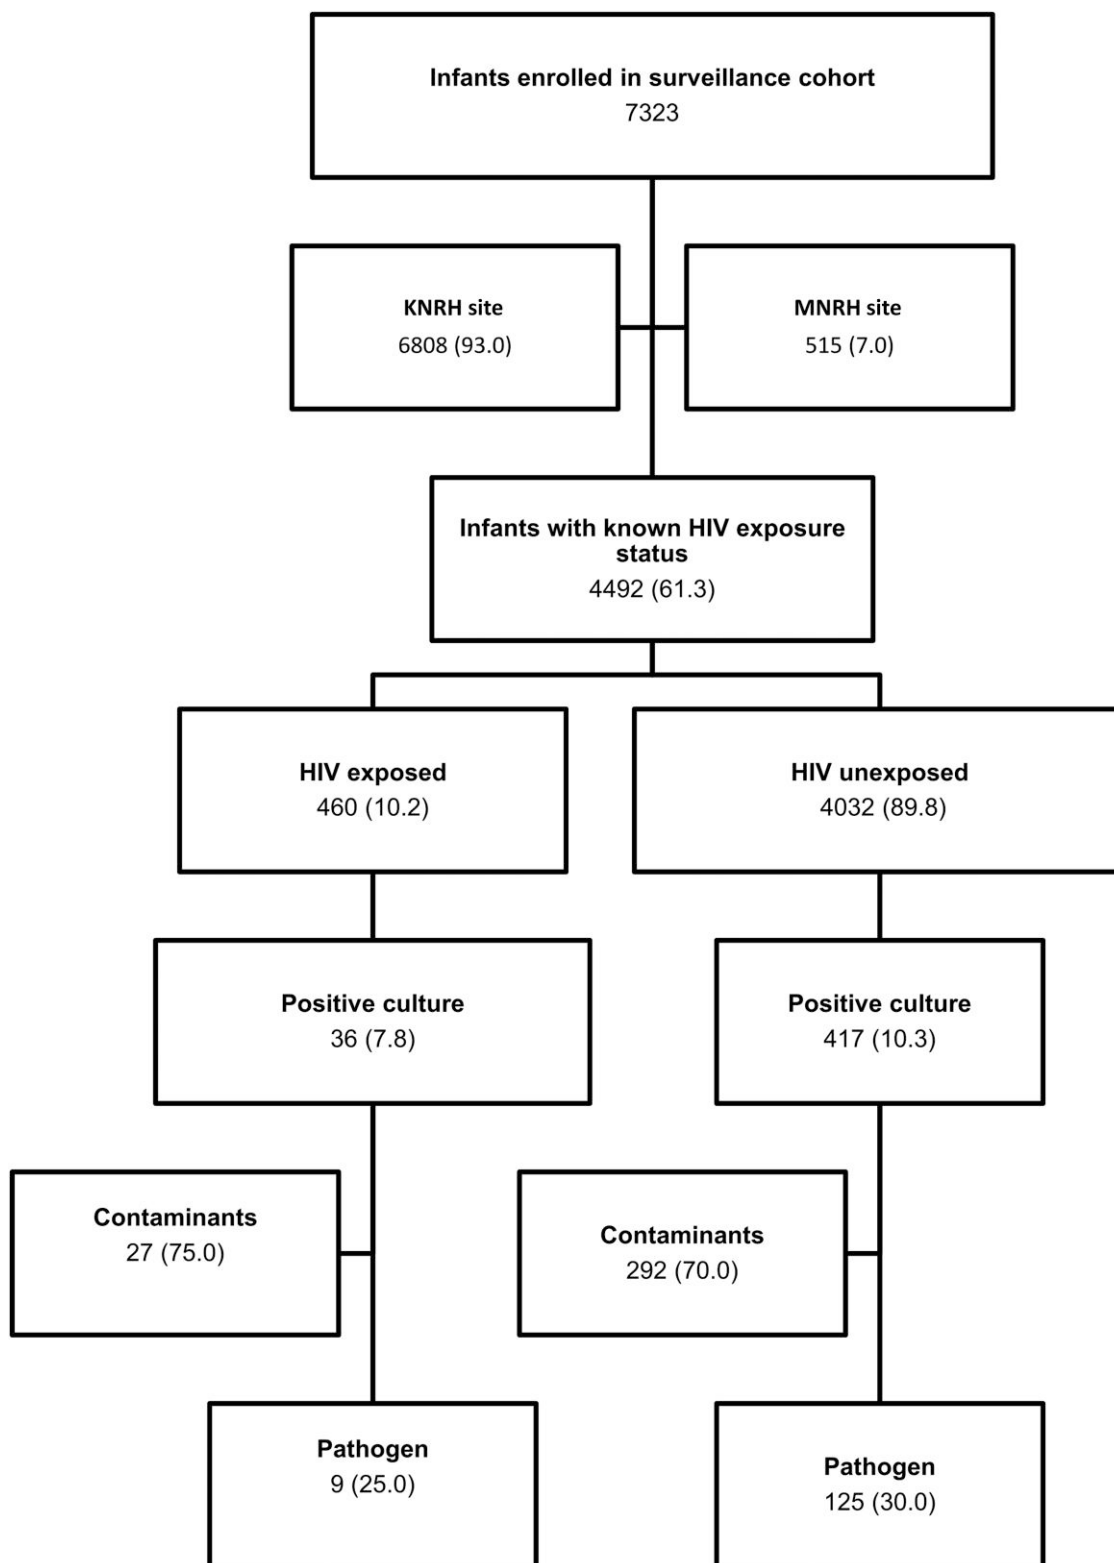 Infants enrolled in surveillance cohort
7323
KNRH site
6808 (93.0)
MNRH site
515 (7.0)
Infants with known HIV exposure
status
4492 (61.3)
HIV exposed
460 (10.2)
HIV unexposed
4032 (89.8)
Positive culture
36 (7.8)
Positive culture
417 (10.3)
Contaminants
27 (75.0)
Contaminants
292 (70.0)
Pathogen
9 (25.0)
Pathogen
125 (30.0)